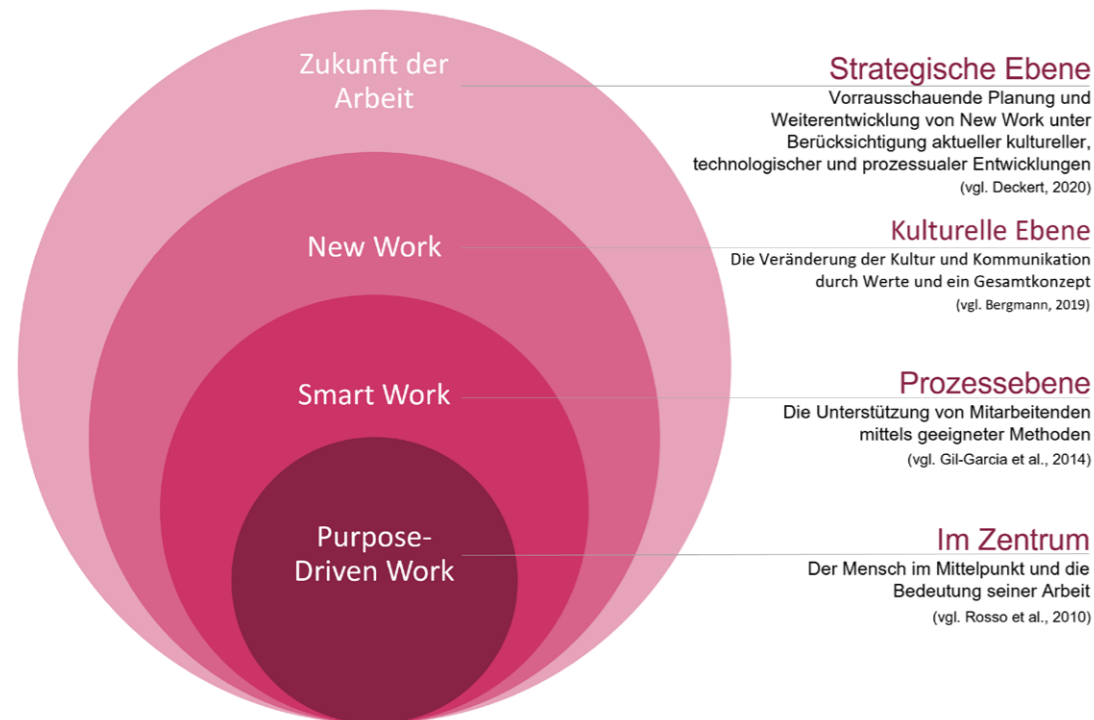 Zukunft der
Arbeit
Strategische Ebene
Vorrausschauende Planung und
Weiterentwicklung von New Work unter
Berücksichtigung aktueller kultureller,
technologischer und prozessualer Entwicklungen
(vgl. Deckert, 2020)
New Work
Kulturelle Ebene
Die Veränderung der Kultur und Kommunikation
durch Werte und ein Gesamtkonzept
(vgl. Bergmann, 2019)
Smart Work
Prozessebene
Die Unterstützung von Mitarbeitenden
mittels geeigneter Methoden
(vgl. Gil-Garcia et al., 2014)
Purpose-
Driven Work
Im Zentrum
Der Mensch im Mittelpunkt und die
Bedeutung seiner Arbeit
(vgl. Rosso et al., 2010)